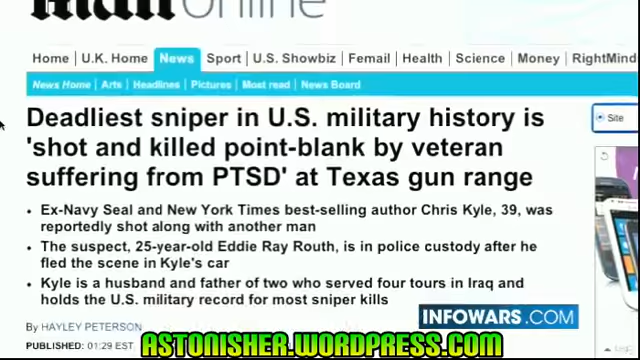 Mail Online
Home U.K. Home News Sport U.S. Showbiz Femail Health Science Money RightMind
News Home Arts Headlines Pictures Most read News Board
Deadliest sniper in U.S. military history is
'shot and killed point-blank by veteran
suffering from PTSD' at Texas gun range
Site
• Ex-Navy Seal and New York Times best-selling author Chris Kyle, 39, was
reportedly shot along with another man
• The suspect, 25-year-old Eddie Ray Routh, is in police custody after he
fled the scene in Kyle's car
• Kyle is a husband and father of two who served four tours in Iraq and
holds the U.S. military record for most sniper kills
INFOWARS.COM
By HAYLEY PETERSON
PUBLISHED: 01:29 EST
ASTONISHER.WORDPRESS.COM